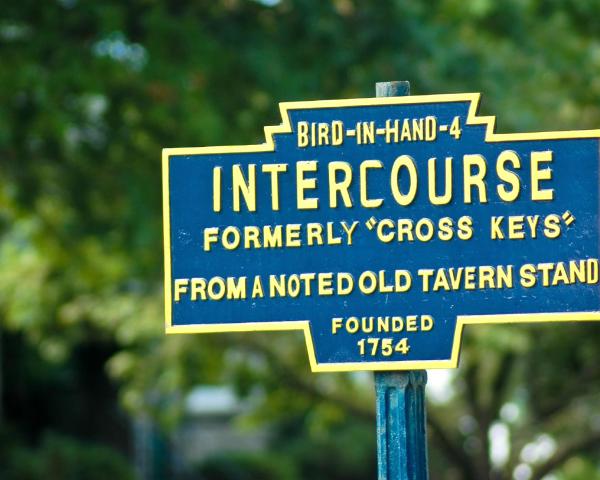 BIRD-IN-HAND-4
INTERCOURSE
FORMERLY "CROSS KEYS"
FROM A NOTED OLD TAVERN STAND
FOUNDED
1754